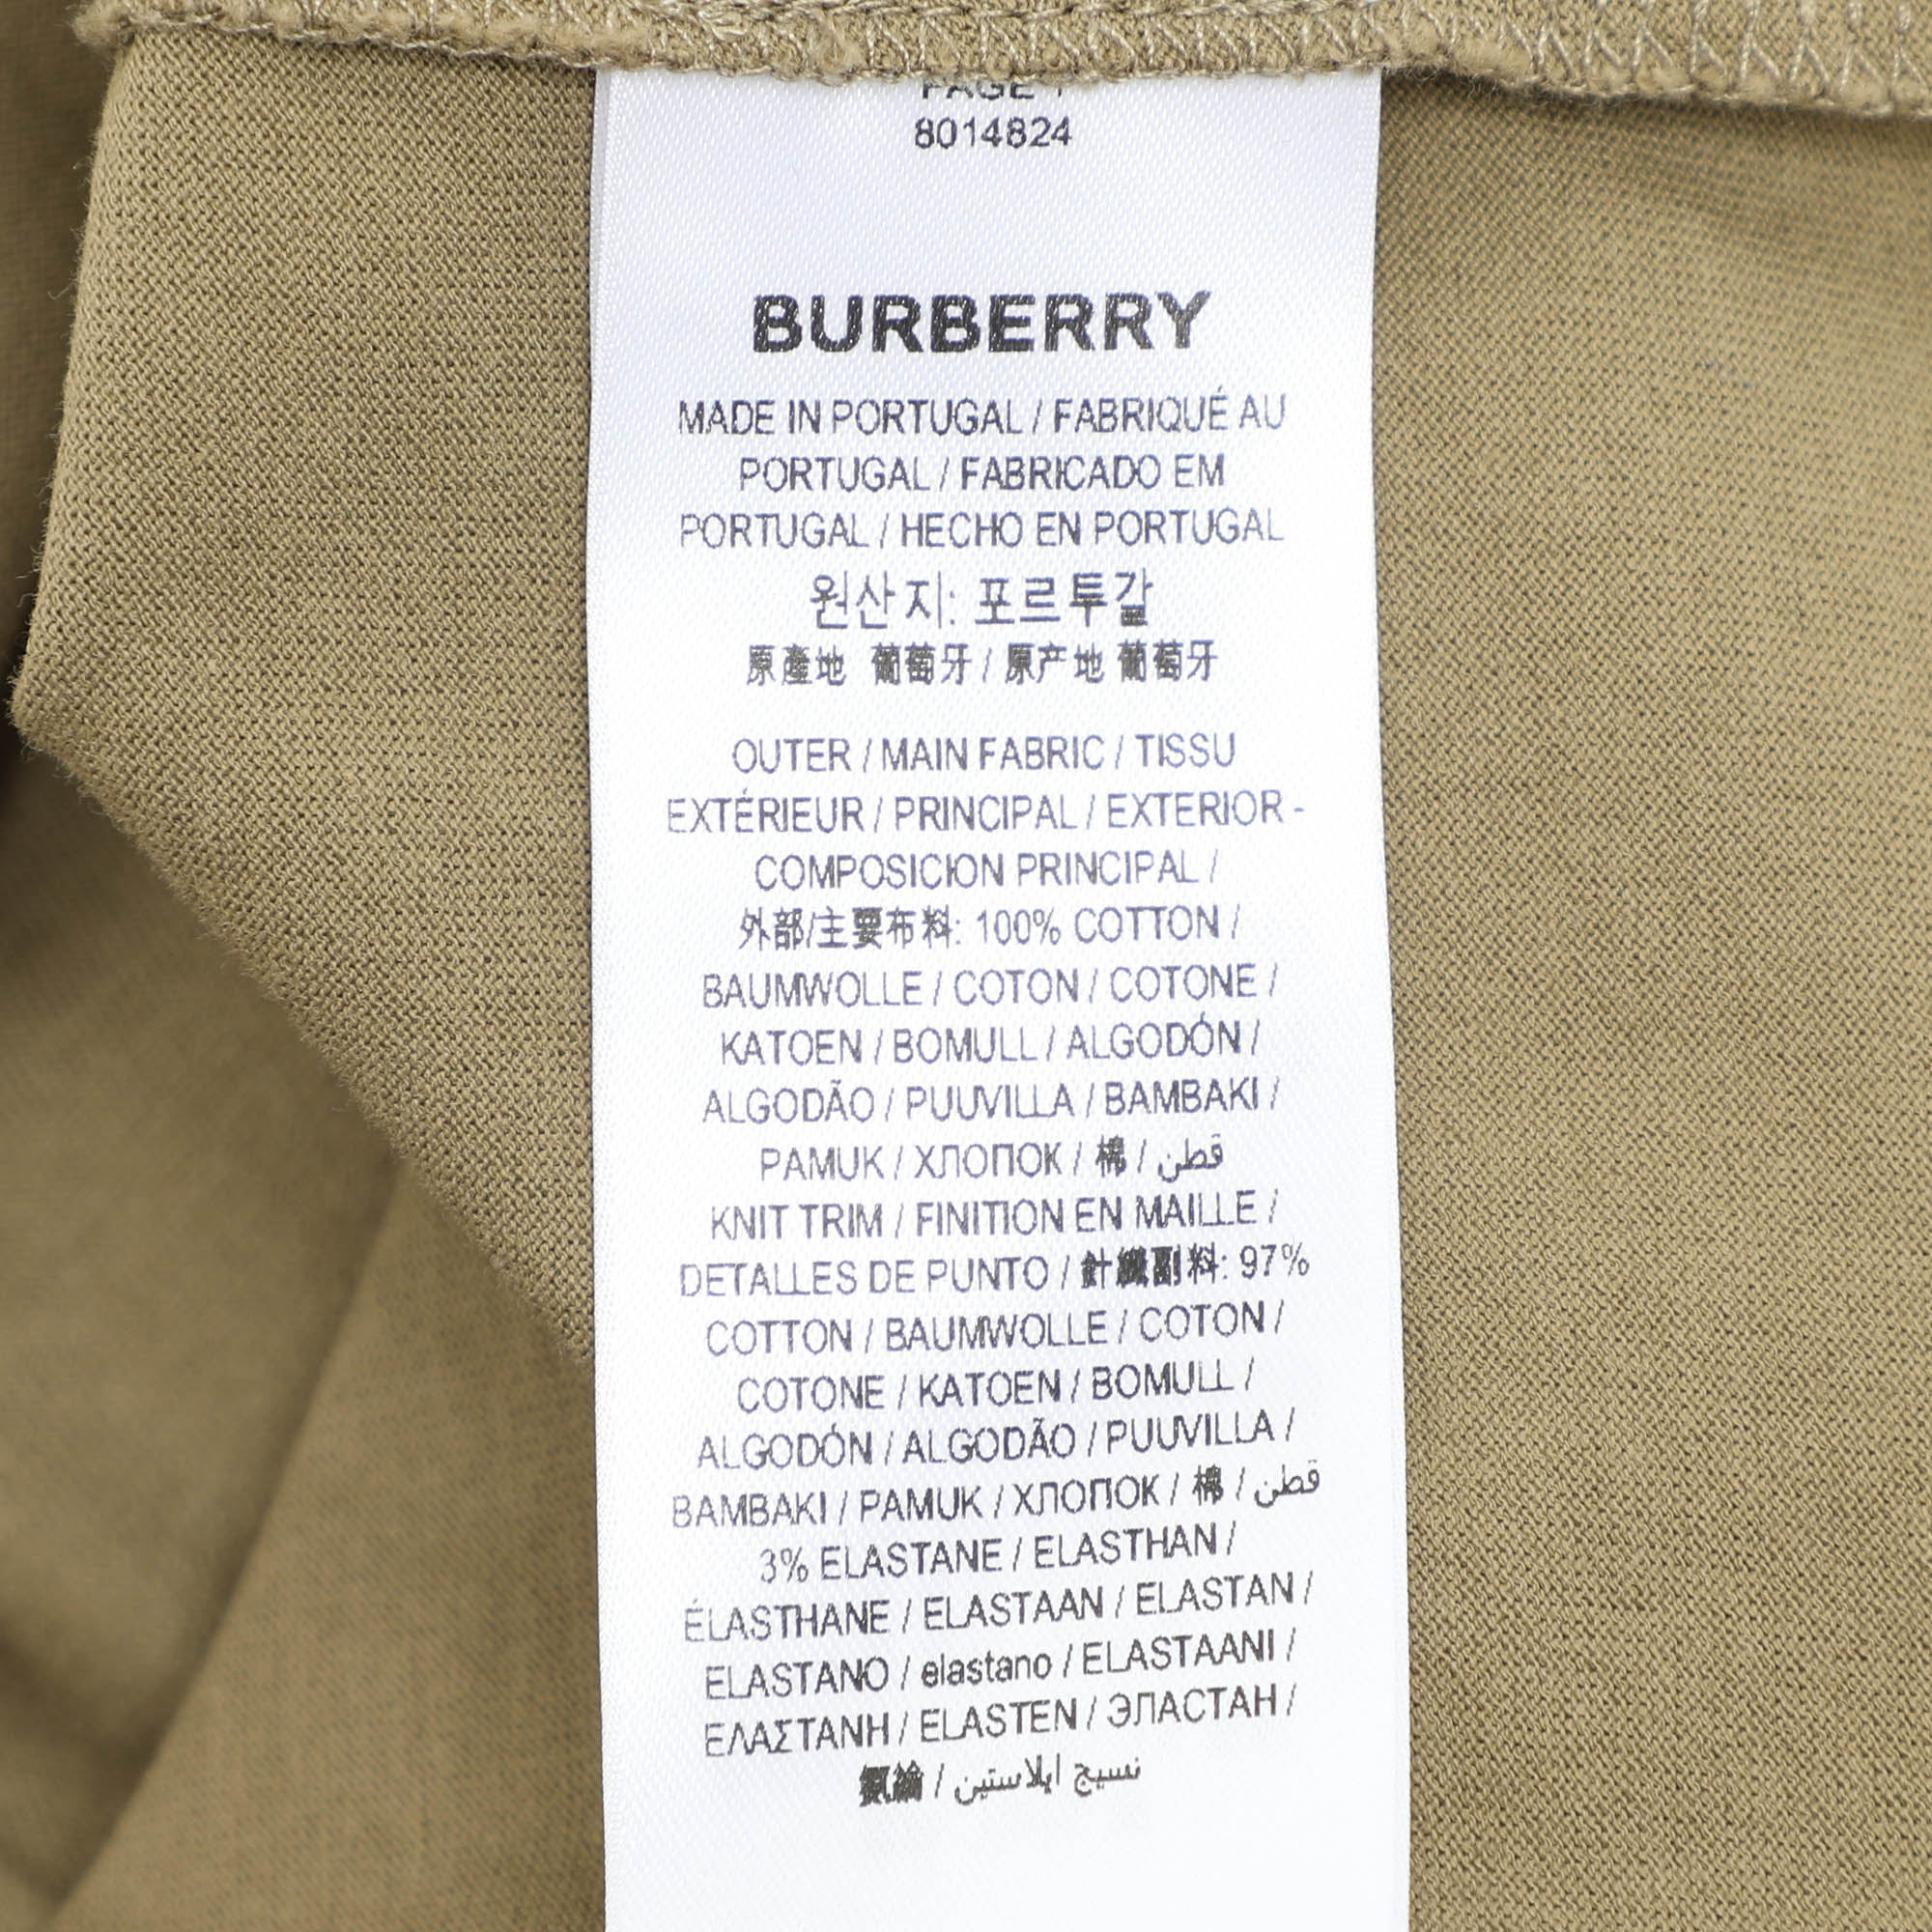 PAGE 1
8014824
BURBERRY
MADE IN PORTUGAL / FABRIQUÉ AU
PORTUGAL / FABRICADO EM
PORTUGAL / HECHO EN PORTUGAL
원산지: 포르투갈
原產地 葡萄牙 / 原产地 葡萄牙
OUTER / MAIN FABRIC / TISSU
EXTÉRIEUR / PRINCIPAL / EXTERIOR -
COMPOSICION PRINCIPAL /
外部/主要布料: 100% COTTON /
BAUMWOLLE / COTON / COTONE /
KATOEN / BOMULL / ALGODÓN /
ALGODÃO / PUUVILLA / BAMBAKI /
PAMUK / ХЛОПОК / 棉 / قطن
KNIT TRIM / FINITION EN MAILLE /
DETALLES DE PUNTO / 針織副料: 97%
COTTON / BAUMWOLLE / COTON /
COTONE / KATOEN / BOMULL /
ALGODÓN / ALGODÃO / PUUVILLA /
BAMBAKI / PAMUK / ХЛОПОК / 棉 / قطن
3% ELASTANE / ELASTHAN /
ÉLASTHANE / ELASTAAN / ELASTAN /
ELASTANO / elastano / ELASTAANI /
ΕΛΑΣΤΑΝΗ / ELASTEN / ЭЛАСТАН /
氨綸 / نسيج ايلاستين